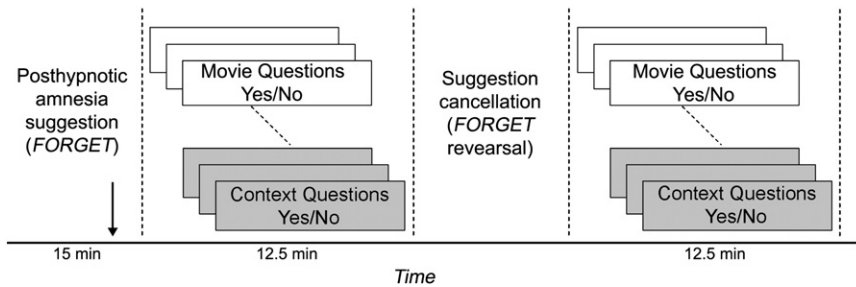 Posthypnotic
amnesia
suggestion
(FORGET)
Movie Questions
Yes/No
Context Questions
Yes/No
Suggestion
cancellation
(FORGET
revearsal)
Movie Questions
Yes/No
Context Questions
Yes/No
15 min
12.5 min
12.5 min
Time